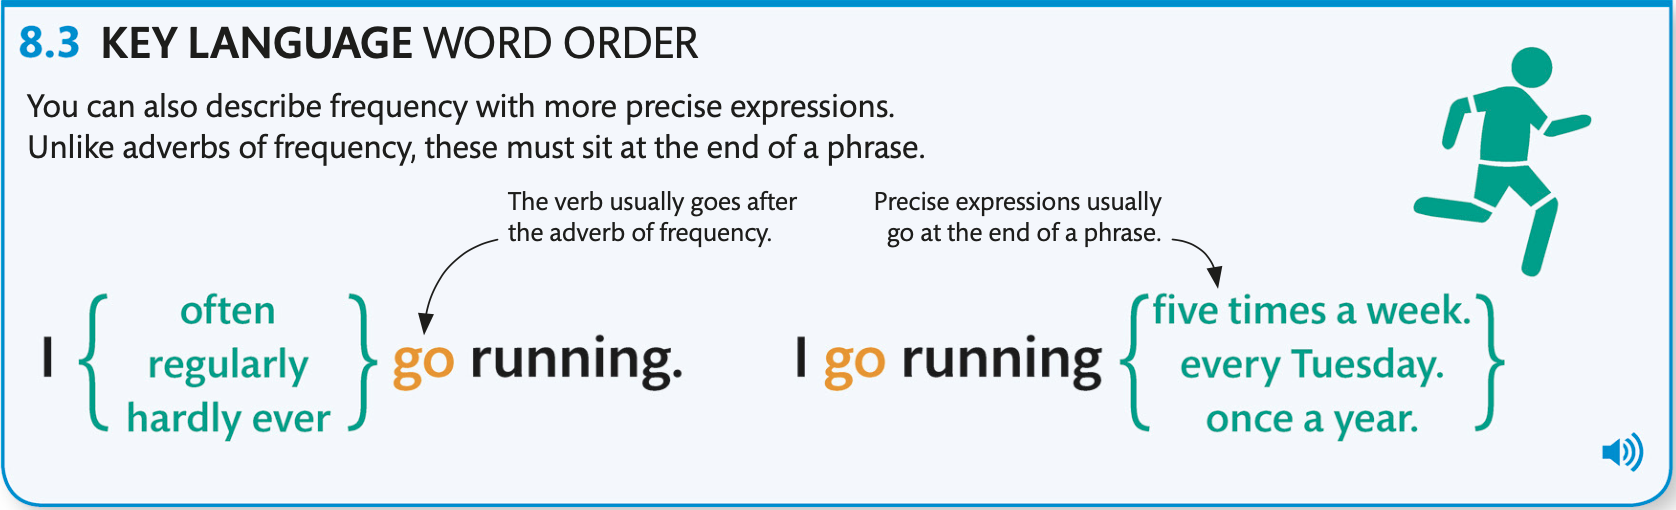 8.3 KEY LANGUAGE WORD ORDER
You can also describe frequency with more precise expressions.
Unlike adverbs of frequency, these must sit at the end of a phrase.
The verb usually goes after
the adverb of frequency.
Precise expressions usually
go at the end of a phrase.
I { often
regularly
hardly ever } go running.
I go running { five times a week.
every Tuesday.
once a year. }